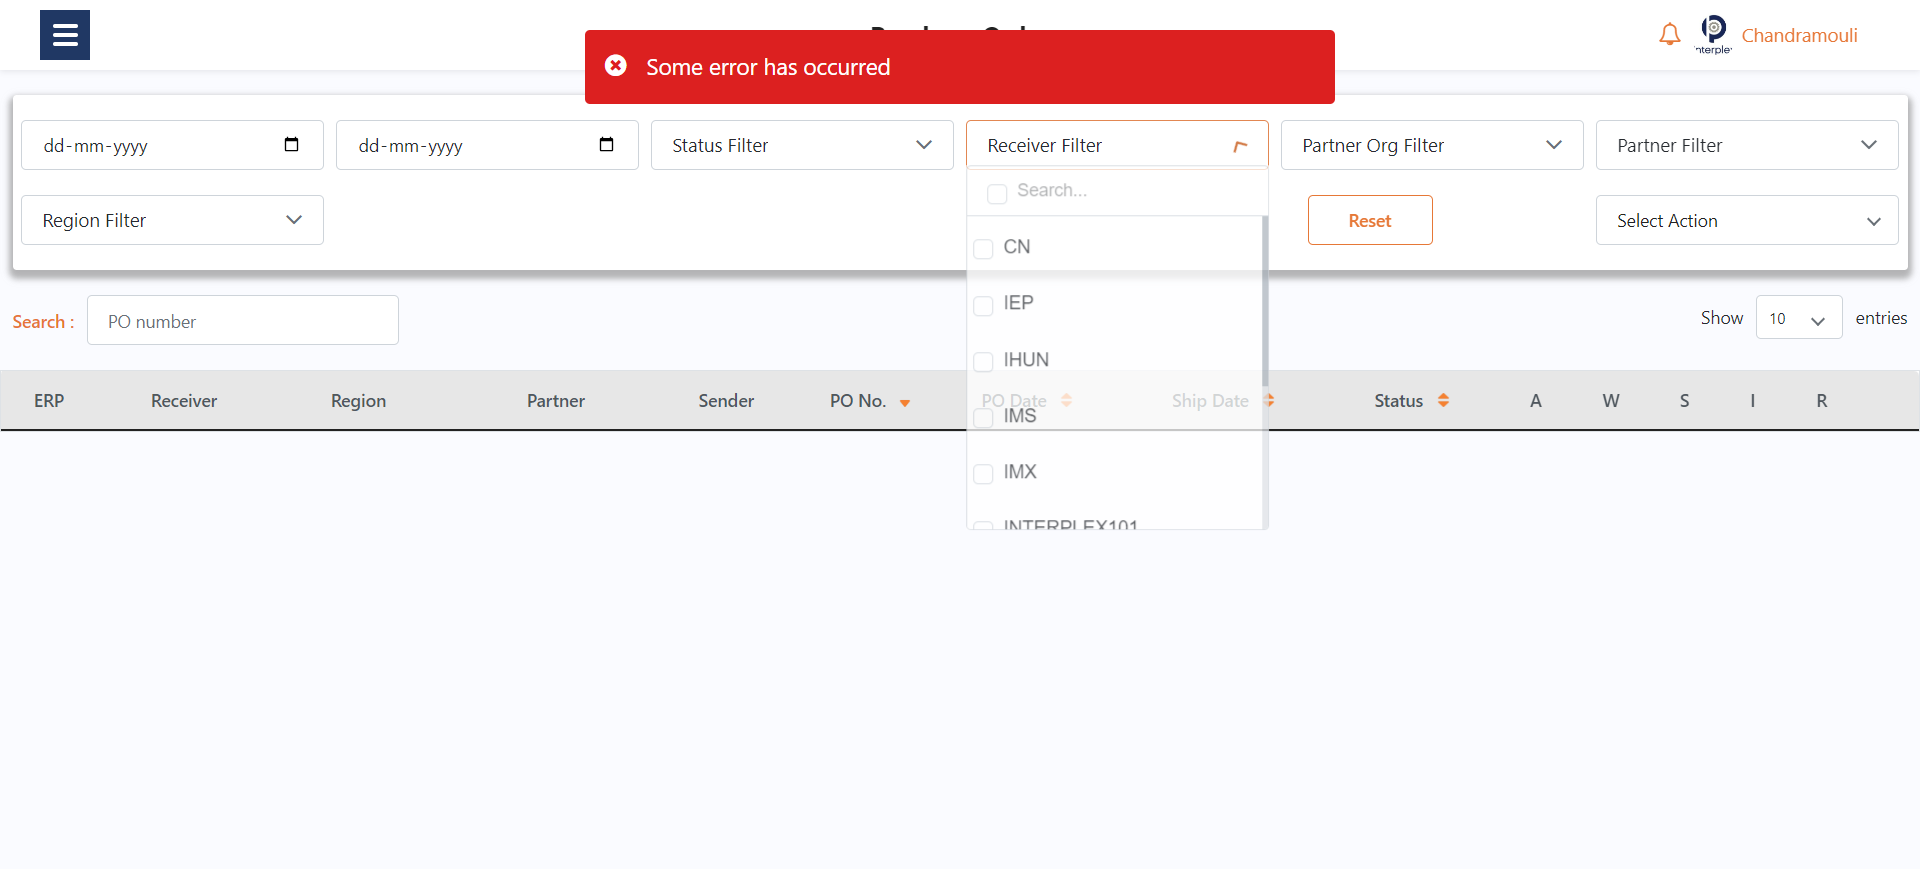 Some error has occurred
nterplex
Chandramouli
dd-mm-yyyy
dd-mm-yyyy
Status Filter
Receiver Filter
Partner Org Filter
Partner Filter
Region Filter
Search...
Reset
Select Action
CN
IEP
IHUN
IMS
IMX
INTERPLEX101
Search :
PO number
Show 10 entries
ERP Receiver Region Partner Sender PO No. PO Date Ship Date Status A W S I R